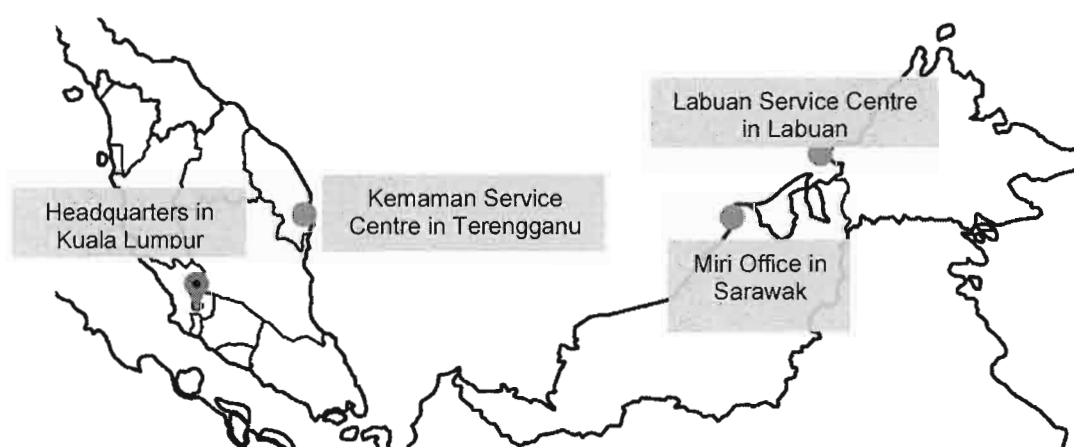 Labuan Service Centre
in Labuan
Headquarters in
Kuala Lumpur
Kemaman Service
Centre in Terengganu
Miri Office in
Sarawak